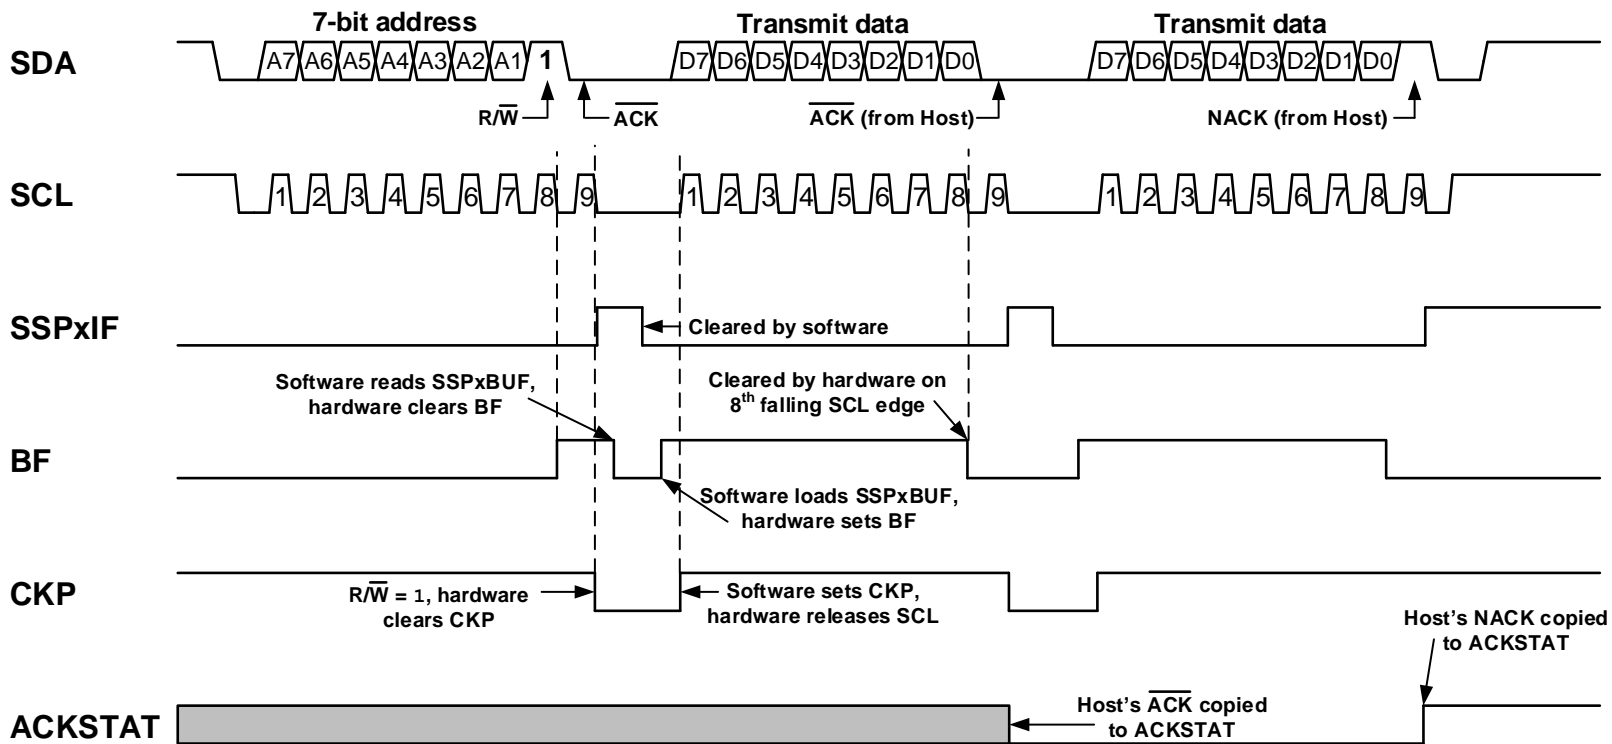 7-bit address Transmit data Transmit data
SDA A7 A6 A5 A4 A3 A2 A1 1 D7 D6 D5 D4 D3 D2 D1 D0 D7 D6 D5 D4 D3 D2 D1 D0
R/W̅ A̅C̅K̅ A̅C̅K̅ (from Host) NACK (from Host)
SCL 1 2 3 4 5 6 7 8 9 1 2 3 4 5 6 7 8 9 1 2 3 4 5 6 7 8 9
SSPxIF
Cleared by software
Software reads SSPxBUF,
hardware clears BF
Cleared by hardware on
8th falling SCL edge
BF
Software loads SSPxBUF,
hardware sets BF
CKP
R/W̅ = 1, hardware
clears CKP
Software sets CKP,
hardware releases SCL
Host's NACK copied
to ACKSTAT
ACKSTAT
Host's A̅C̅K̅ copied
to ACKSTAT